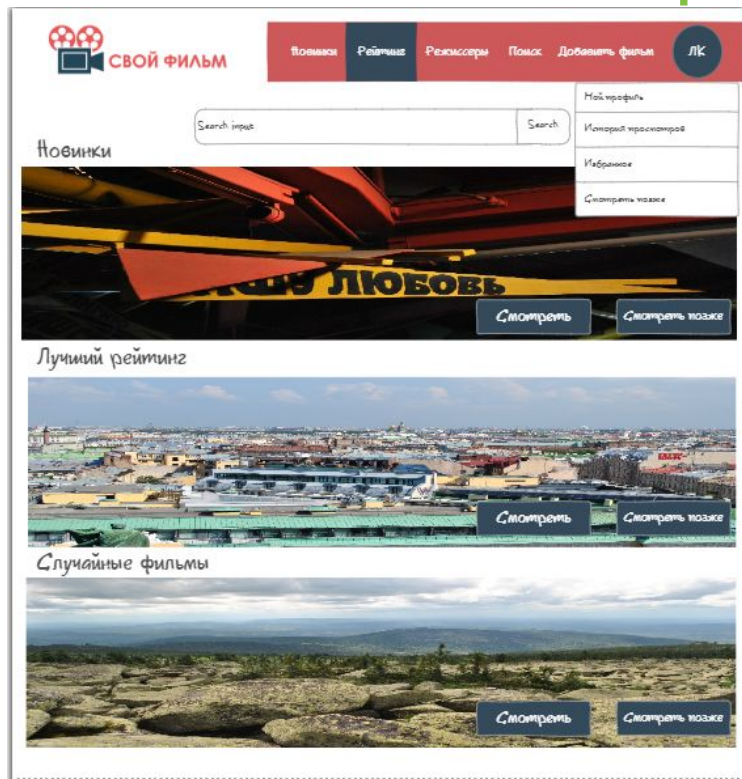 СВОЙ ФИЛЬМ
Новинки Рейтинг Режиссеры Поиск Добавить фильм ЛК
Мой профиль
Search input Search
История просмотров
Новинки
Избранное
Смотреть позже
ЛЮБОВЬ
Смотреть Смотреть позже
Лучший рейтинг
Смотреть Смотреть позже
Случайные фильмы
Смотреть Смотреть позже